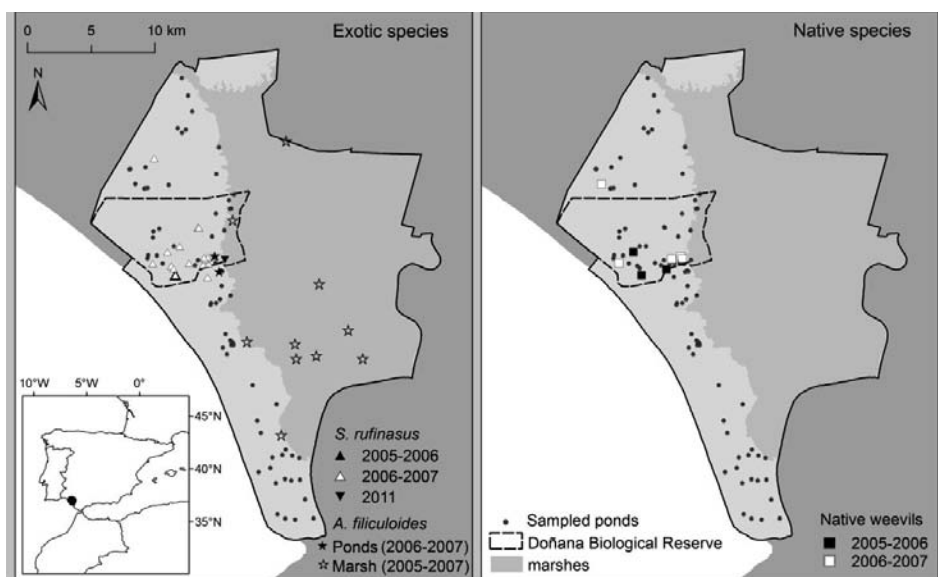 0 5 10 km
Exotic species
N
10°W 5°W 0°
45°N
40°N
35°N
S. rufinasus
2005-2006
2006-2007
2011
A. filiculoides
Ponds (2006-2007)
Marsh (2005-2007)
Native species
Sampled ponds
Doñana Biological Reserve
marshes
Native weevils
2005-2006
2006-2007